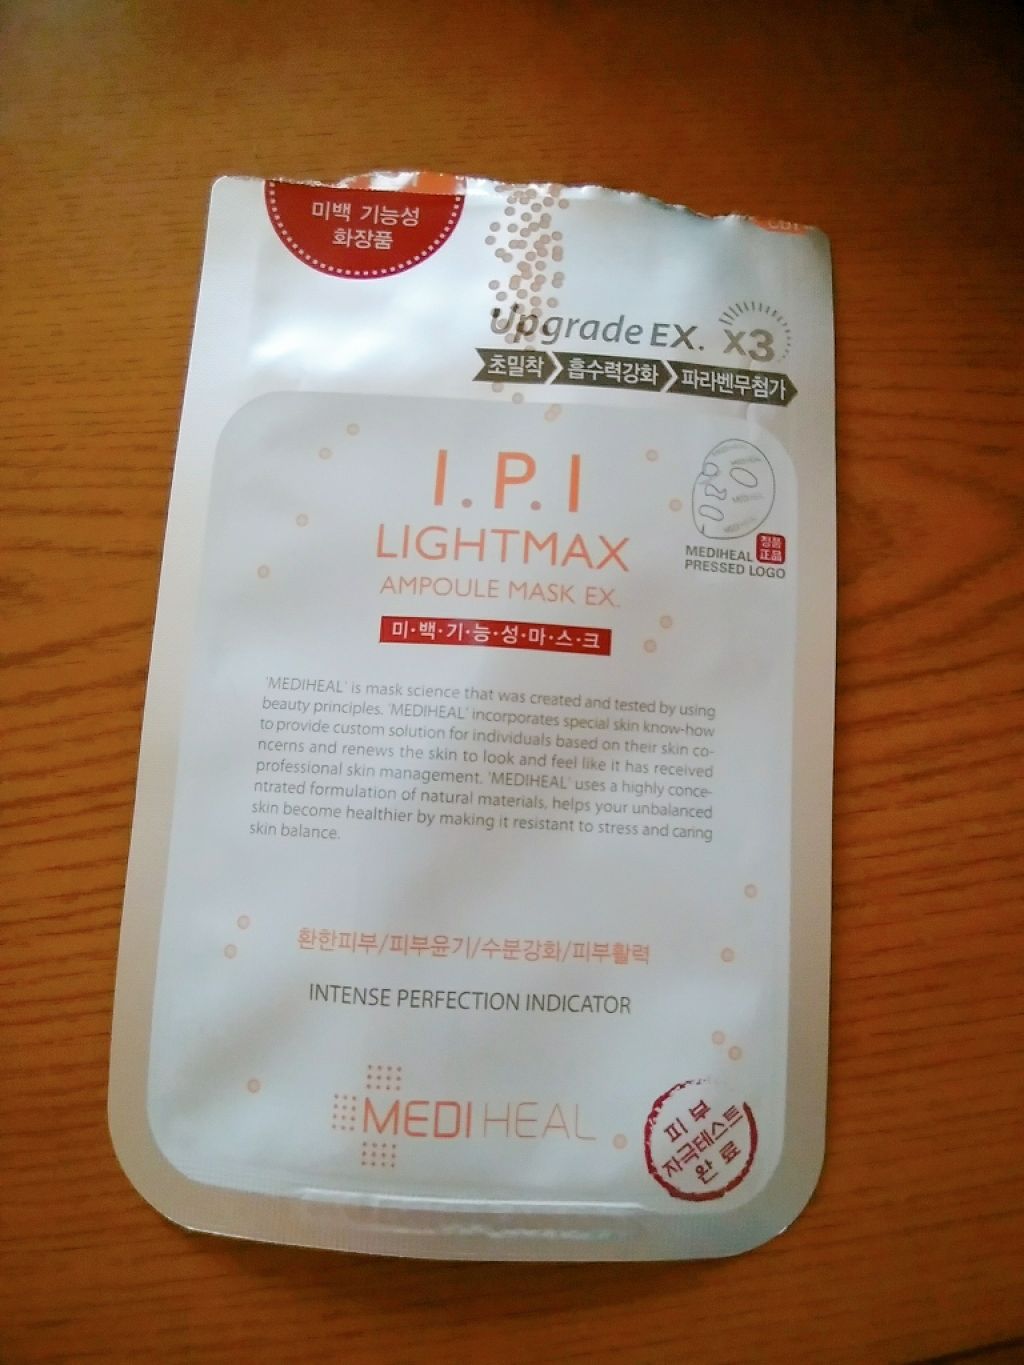 미백 기능성
화장품
Upgrade EX. X3
초밀착 흡수력강화 파라벤무첨가
I.P.I
LIGHTMAX
AMPOULE MASK EX.
미·백·기·능·성·마·스·크
MEDIHEAL 정품
PRESSED LOGO 正品
'MEDIHEAL' is mask science that was created and tested by using
beauty principles. 'MEDIHEAL' incorporates special skin know-how
to provide custom solution for individuals based on their skin co-
ncerns and renews the skin to look and feel like it has received
professional skin management. 'MEDIHEAL' uses a highly conce-
ntrated formulation of natural materials, helps your unbalanced
skin become healthier by making it resistant to stress and caring
skin balance.
환한피부/피부윤기/수분강화/피부활력
INTENSE PERFECTION INDICATOR
MEDIHEAL
피부
자극테스트
완료